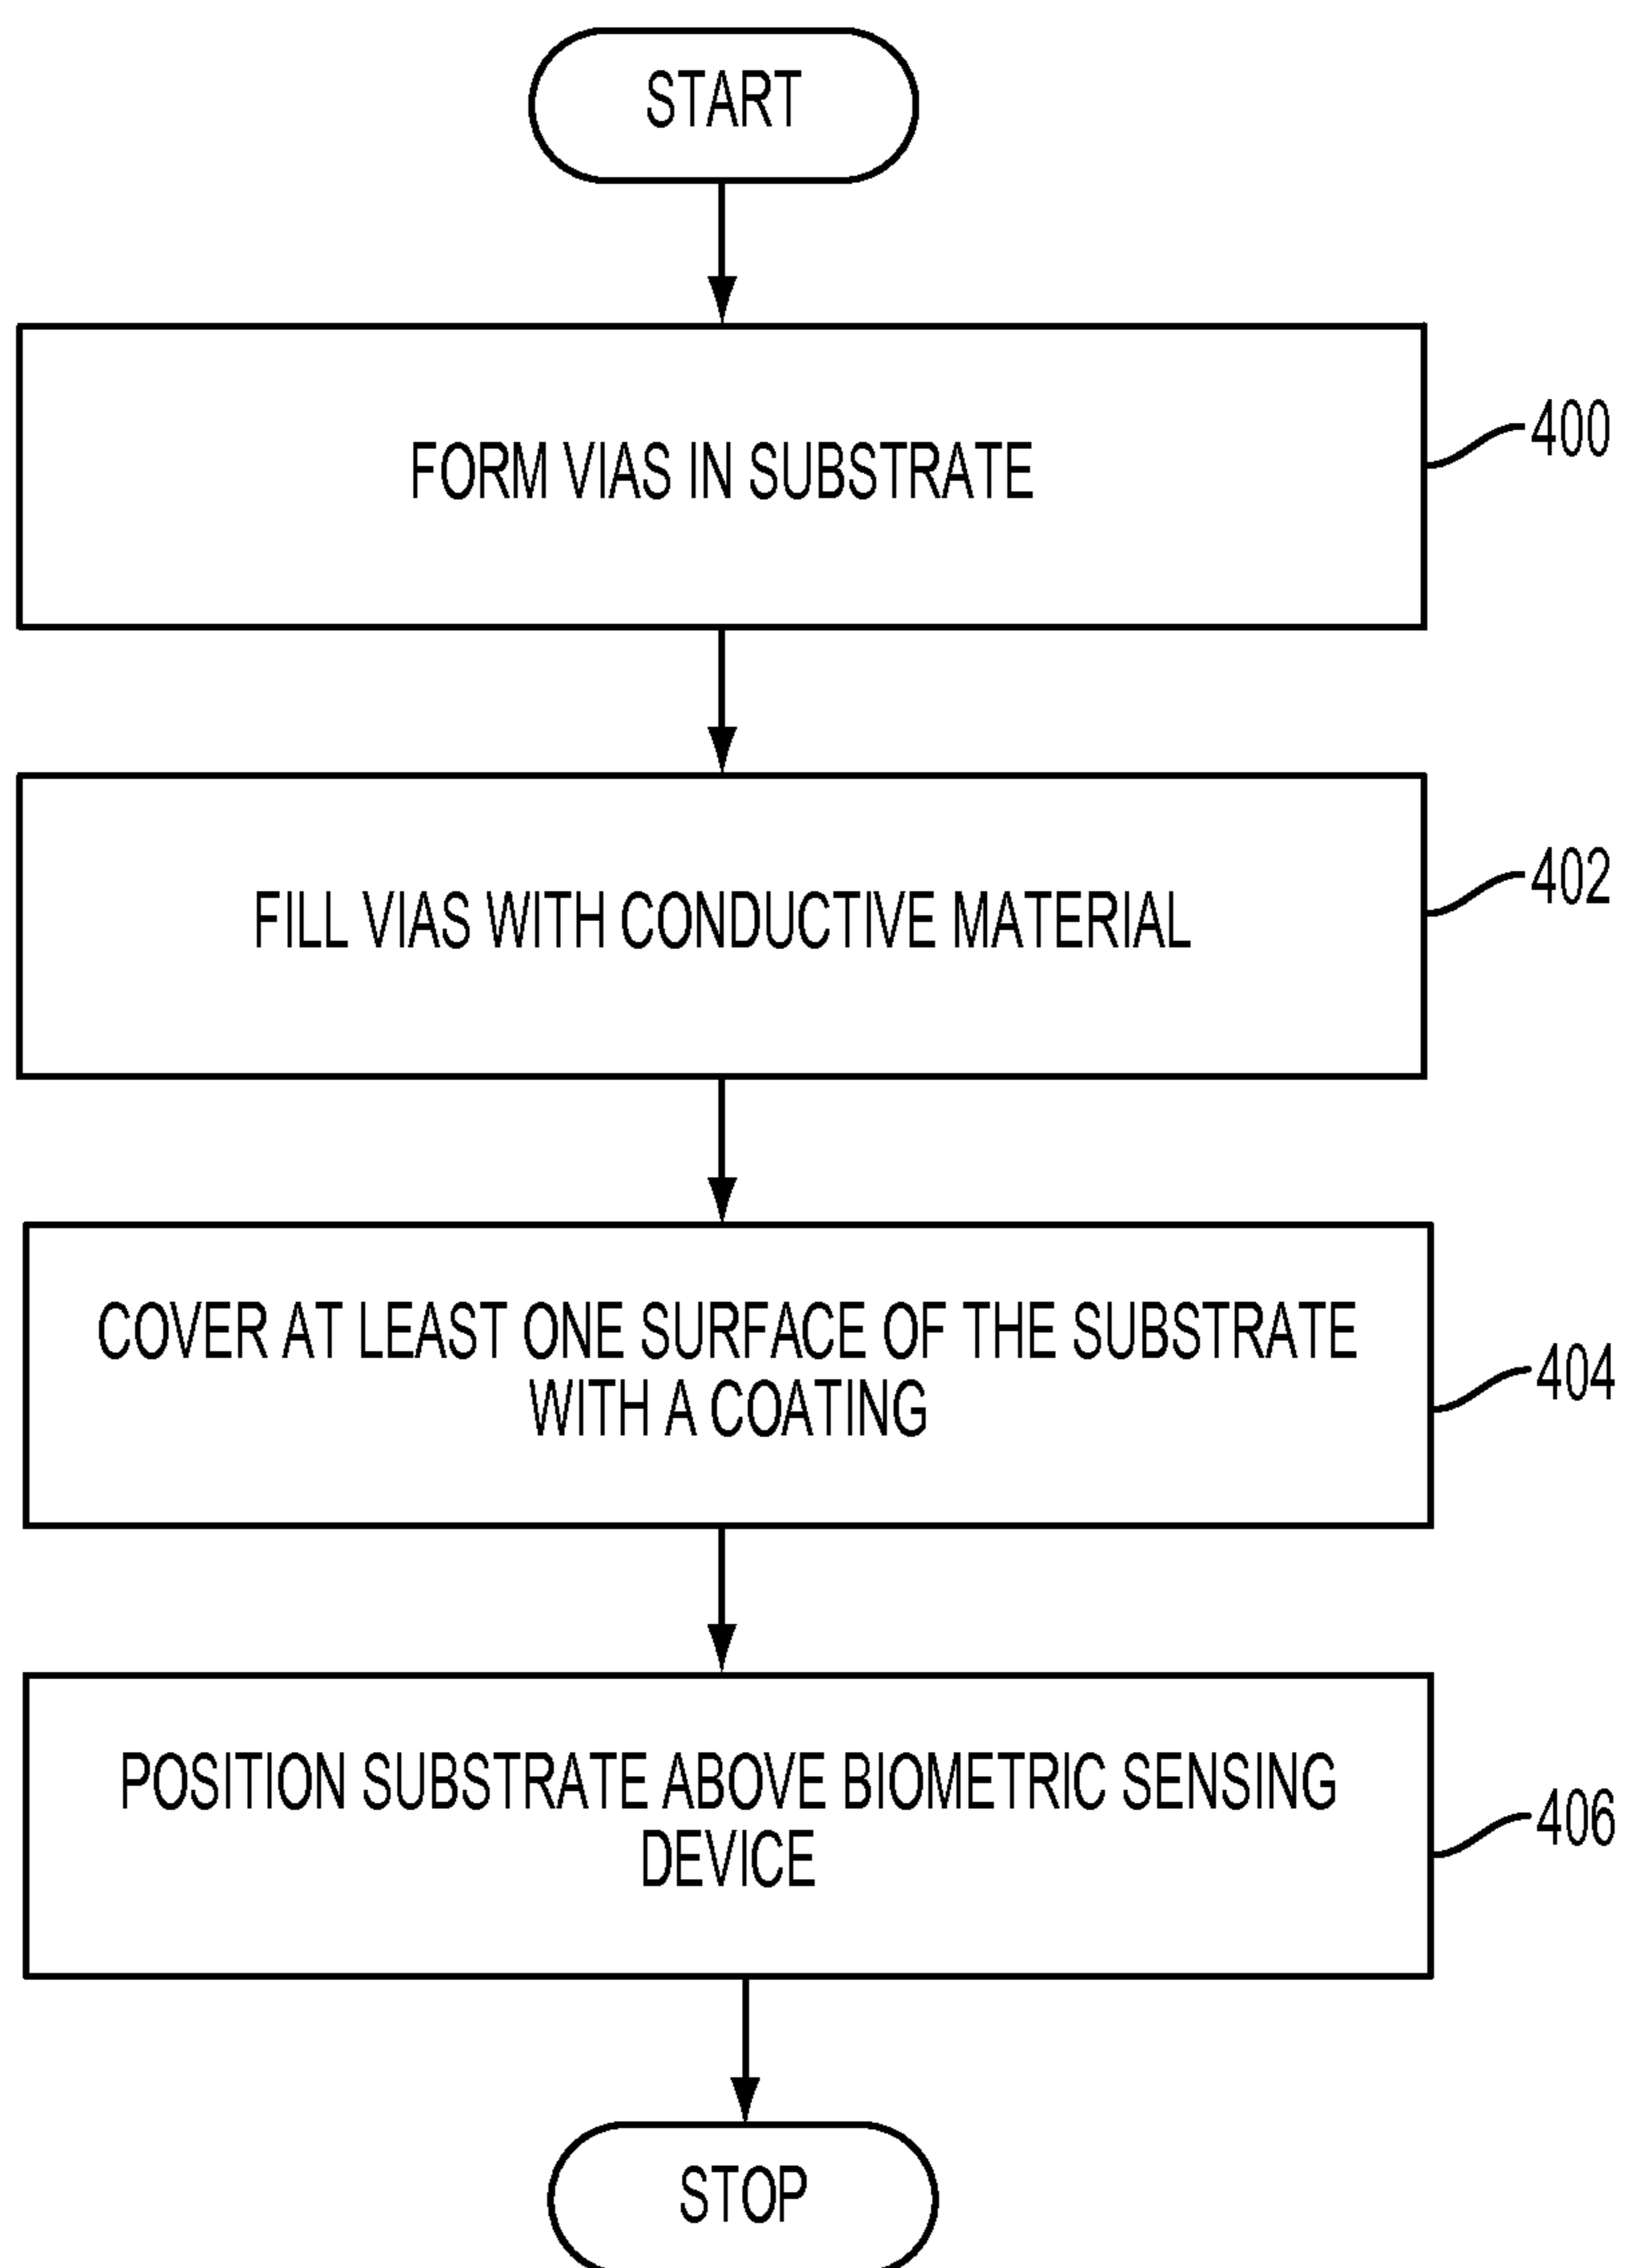 START
FORM VIAS IN SUBSTRATE
400
FILL VIAS WITH CONDUCTIVE MATERIAL
402
COVER AT LEAST ONE SURFACE OF THE SUBSTRATE
WITH A COATING
404
POSITION SUBSTRATE ABOVE BIOMETRIC SENSING
DEVICE
406
STOP